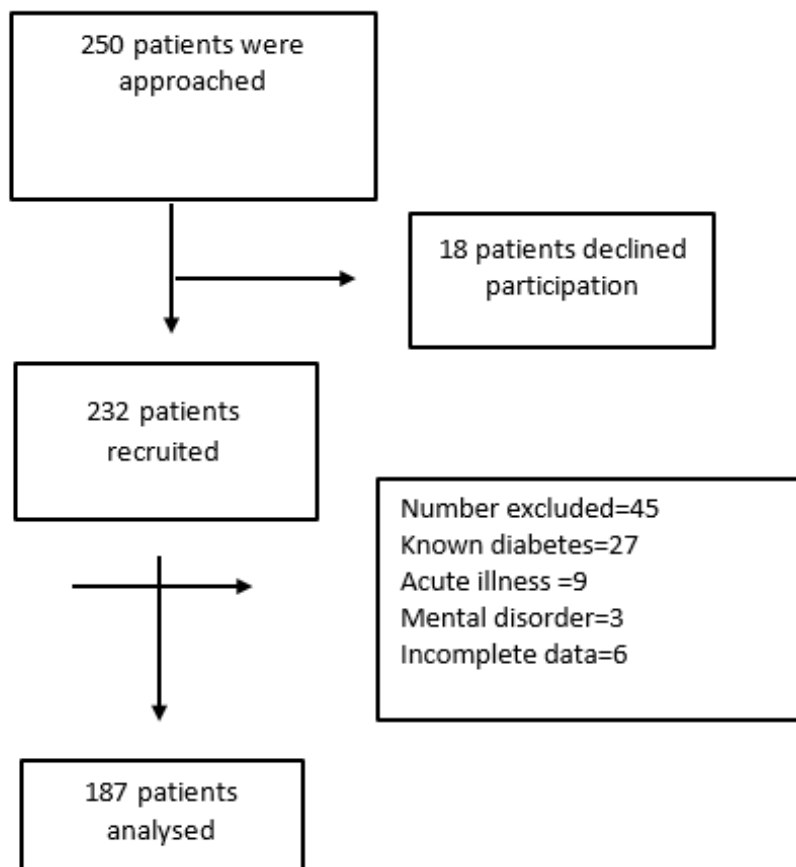 250 patients were
approached
18 patients declined
participation
232 patients
recruited
Number excluded=45
Known diabetes=27
Acute illness =9
Mental disorder=3
Incomplete data=6
187 patients
analysed